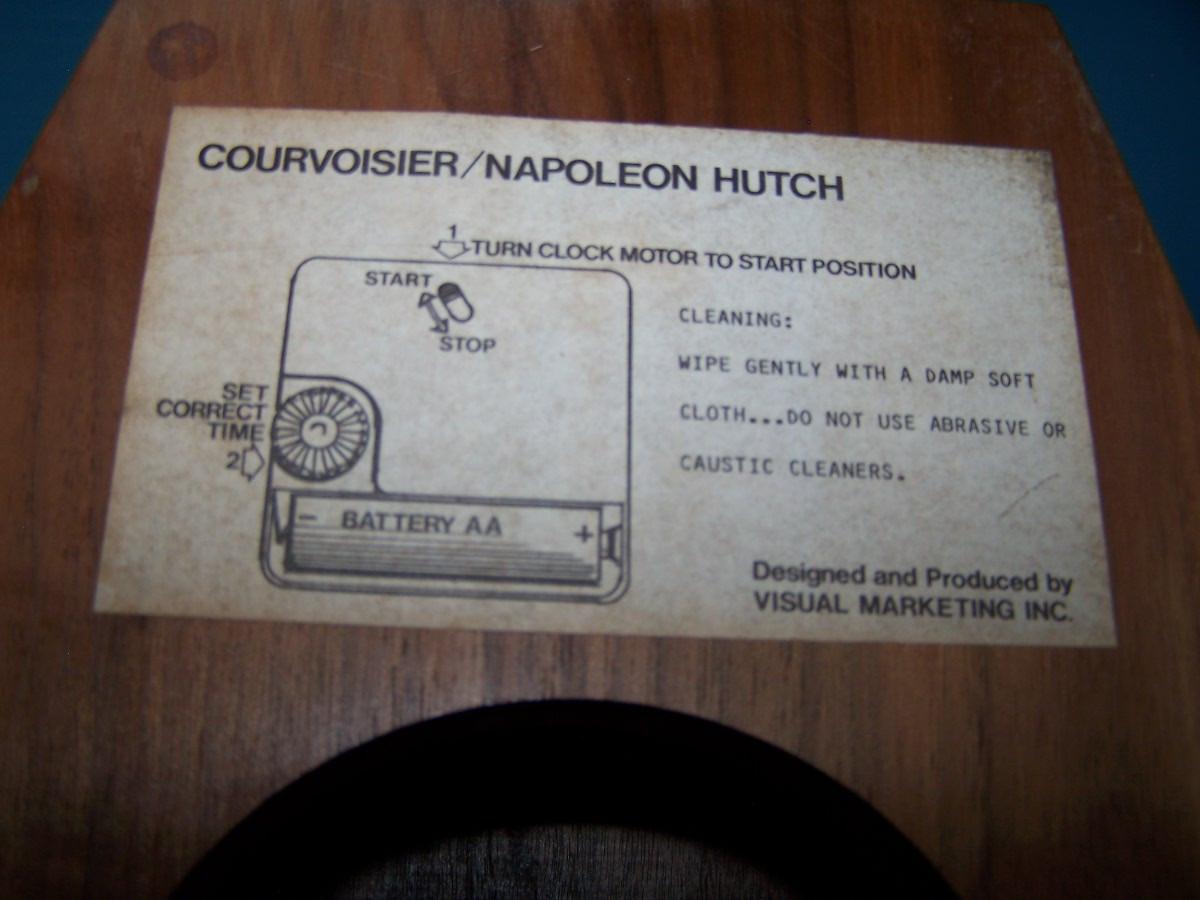 COURVOISIER/NAPOLEON HUTCH
1
TURN CLOCK MOTOR TO START POSITION
START
STOP
SET
CORRECT
TIME
2
- BATTERY AA +
CLEANING:
WIPE GENTLY WITH A DAMP SOFT
CLOTH...DO NOT USE ABRASIVE OR
CAUSTIC CLEANERS.
Designed and Produced by
VISUAL MARKETING INC.